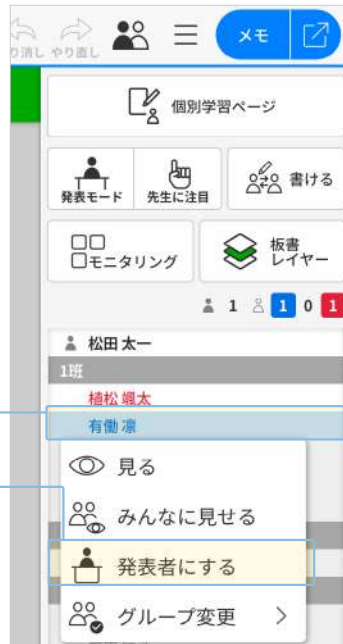 り消し やり直し
メモ
個別学習ページ
発表モード 先生に注目 書ける
モニタリング 板書
レイヤー
1 1 0 1
松田 太一
1班
植松 颯太
有働 凛
見る
みんなに見せる
発表者にする
グループ変更